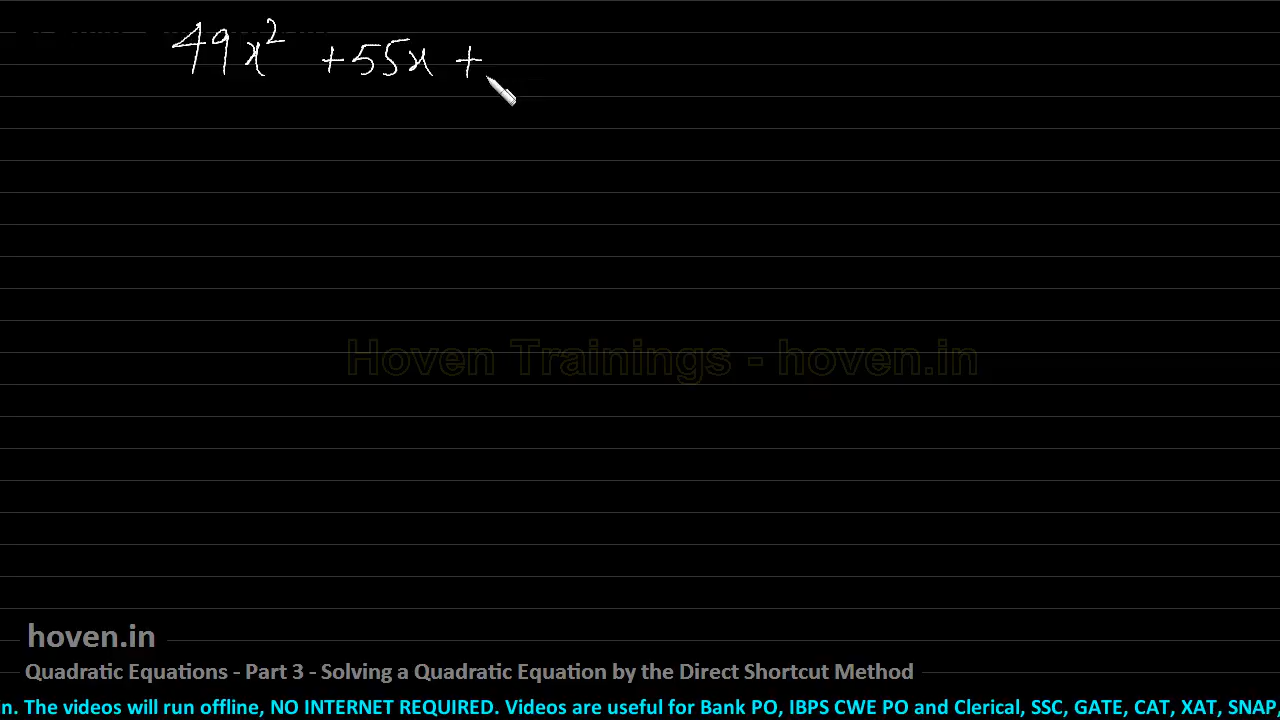 49x² +55x +
Hoven Trainings - hoven.in
hoven.in
Quadratic Equations - Part 3 - Solving a Quadratic Equation by the Direct Shortcut Method
n. The videos will run offline, NO INTERNET REQUIRED. Videos are useful for Bank PO, IBPS CWE PO and Clerical, SSC, GATE, CAT, XAT, SNAP,